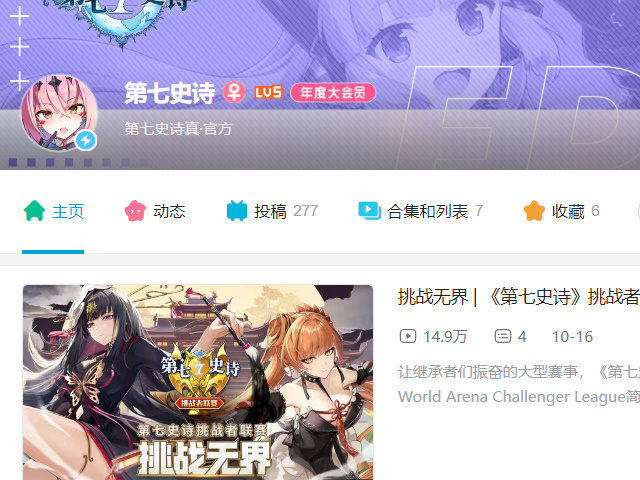 第七史诗
第七史诗 LV5 年度大会员
第七史诗真·官方
主页 动态 投稿 277 合集和列表 7 收藏 6
挑战无界 | 《第七史诗》挑战者
14.9万 4 10-16
让继承者们振奋的大型赛事，《第七
World Arena Challenger League简
第七史诗
挑战者联赛
第七史诗挑战者联赛
挑战无界